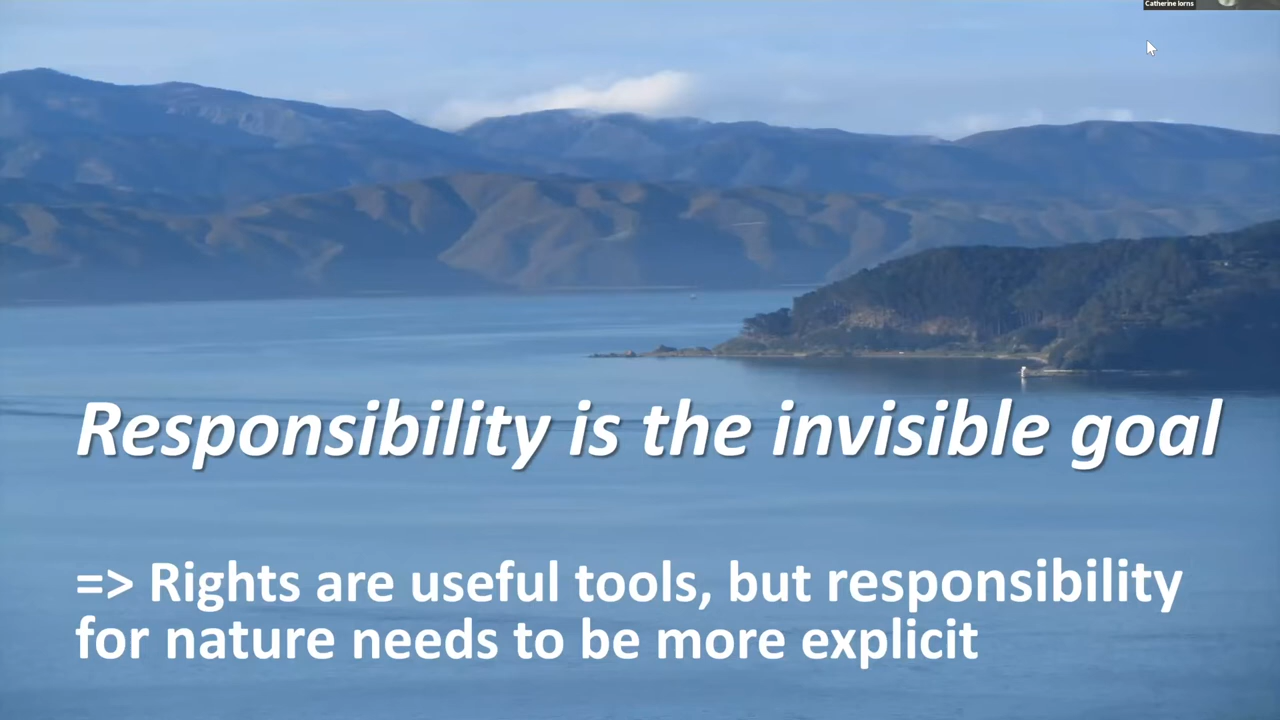 Catherine Iorns
Responsibility is the invisible goal
=> Rights are useful tools, but responsibility
for nature needs to be more explicit